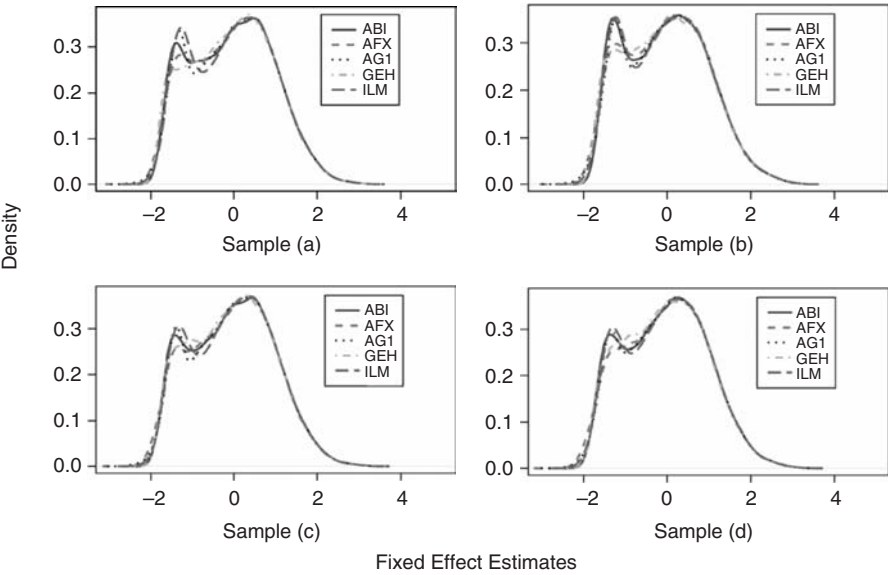 Density
0.3
0.2
0.1
0.0
ABI
AFX
AG1
GEH
ILM
−2
0
2
4
Sample (a)
0.3
0.2
0.1
0.0
ABI
AFX
AG1
GEH
ILM
−2
0
2
4
Sample (b)
0.3
0.2
0.1
0.0
ABI
AFX
AG1
GEH
ILM
−2
0
2
4
Sample (c)
0.3
0.2
0.1
0.0
ABI
AFX
AG1
GEH
ILM
−2
0
2
4
Sample (d)
Fixed Effect Estimates